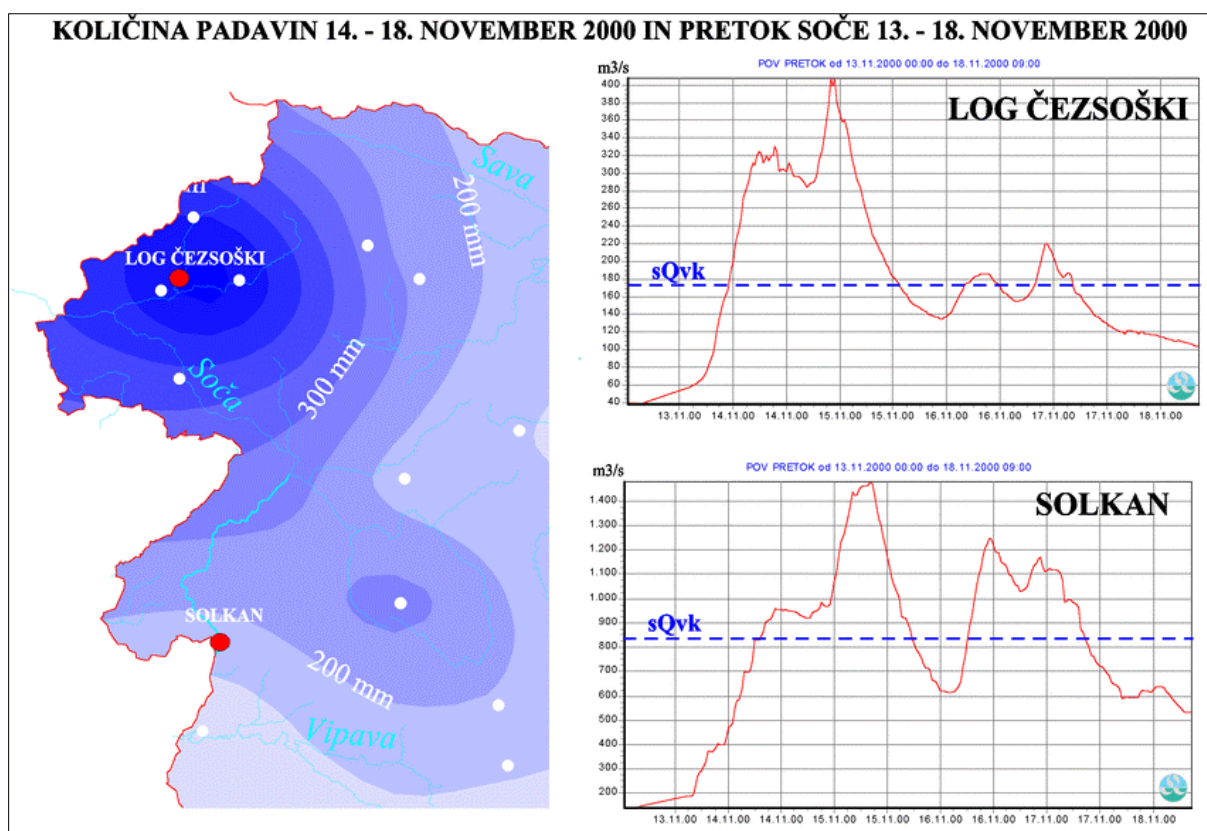 KOLIČINA PADAVIN 14. - 18. NOVEMBER 2000 IN PRETOK SOČE 13. - 18. NOVEMBER 2000
Sava
200 mm
LOG ČEZSOŠKI
Soča
300 mm
SOLKAN
200 mm
Vipava
m3/s
POV PRETOK od 13.11.2000 00:00 do 18.11.2000 09:00
LOG ČEZSOŠKI
400
380
360
340
320
300
280
260
240
220
200
180
160
140
120
100
80
60
40
sQvk
13.11.00 14.11.00 14.11.00 15.11.00 15.11.00 16.11.00 16.11.00 17.11.00 17.11.00 18.11.00
m3/s
POV PRETOK od 13.11.2000 00:00 do 18.11.2000 09:00
SOLKAN
1.400
1.300
1.200
1.100
1.000
900
800
700
600
500
400
300
200
sQvk
13.11.00 14.11.00 14.11.00 15.11.00 15.11.00 16.11.00 16.11.00 17.11.00 17.11.00 18.11.00